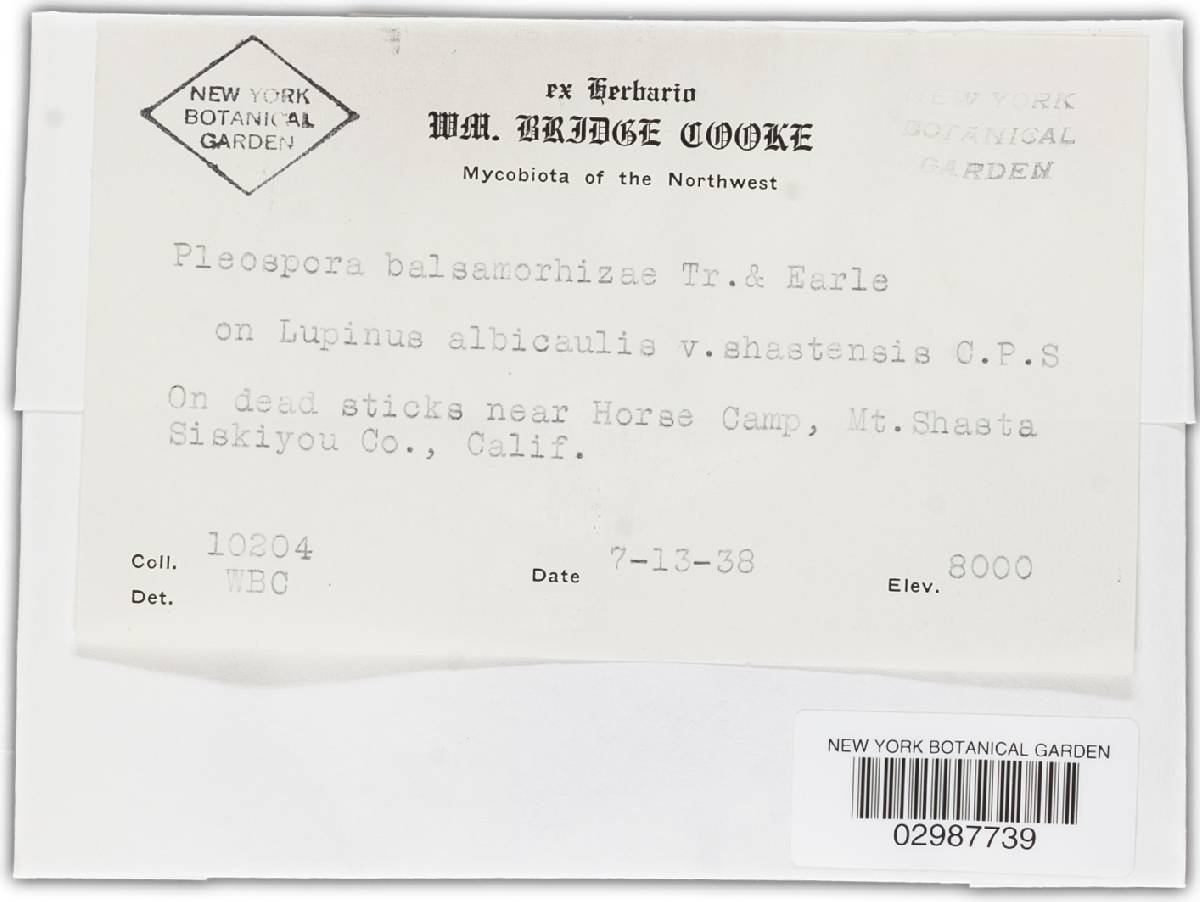 NEW YORK
BOTANICAL
GARDEN
ex Herbario
WM. BRIDGE COOKE
Mycobiota of the Northwest
NEW YORK
BOTANICAL
GARDEN
Pleospora balsamorhizae Tr.& Earle
on Lupinus albicaulis v.shastensis C.P.S
On dead sticks near Horse Camp, Mt.Shasta
Siskiyou Co., Calif.
Coll. 10204
Det. WBC
Date 7-13-38
Elev. 8000
NEW YORK BOTANICAL GARDEN
02987739